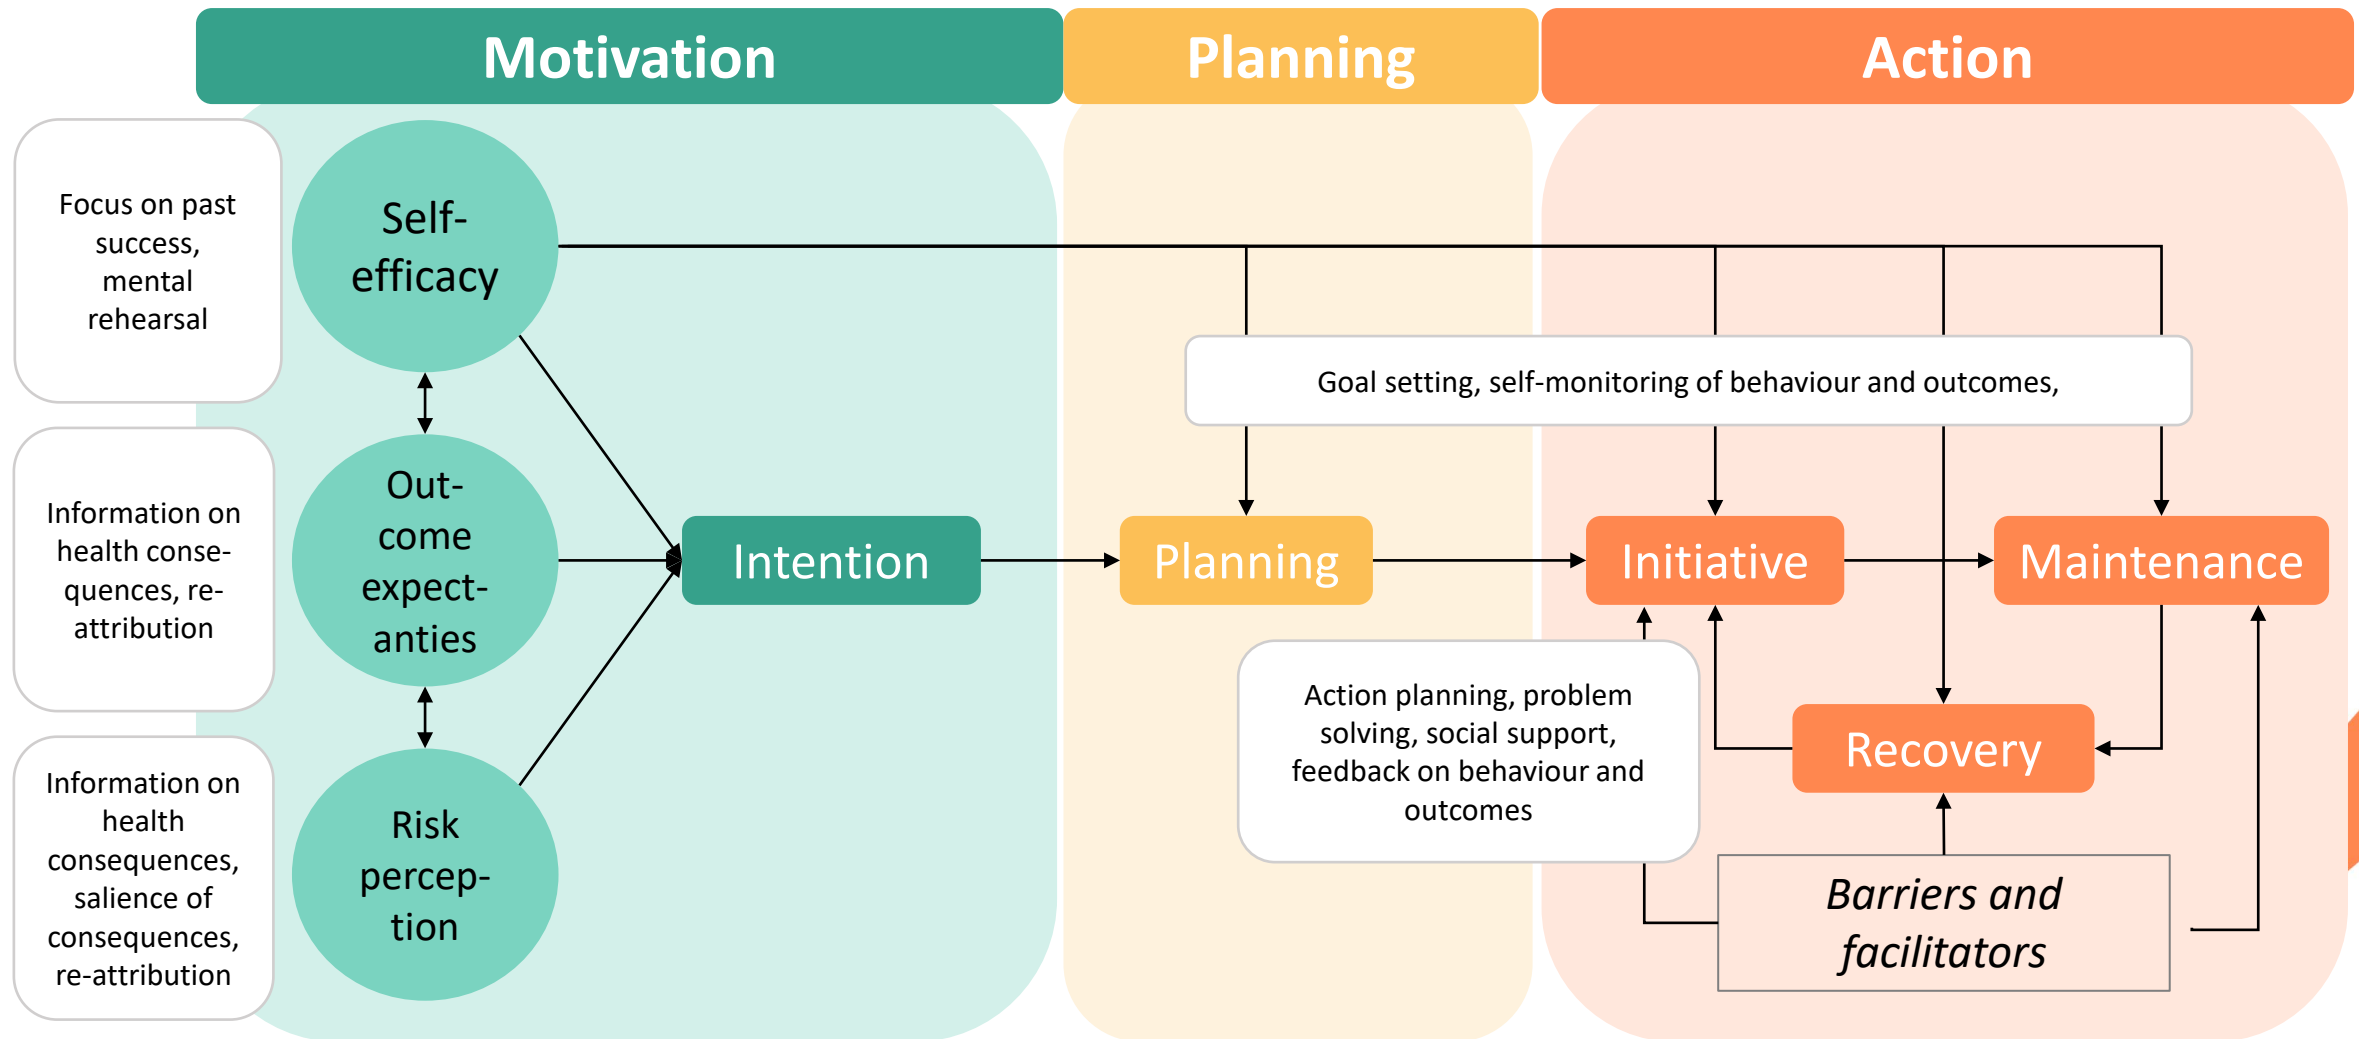 Motivation
Planning
Action
Focus on past
success,
mental
rehearsal
Self-
efficacy
Goal setting, self-monitoring of behaviour and outcomes,
Information on
health conse-
quences, re-
attribution
Out-
come
expect-
anties
Intention
Planning
Initiative
Maintenance
Action planning, problem
solving, social support,
feedback on behaviour and
outcomes
Recovery
Information on
health
consequences,
salience of
consequences,
re-attribution
Risk
percep-
tion
Barriers and
facilitators